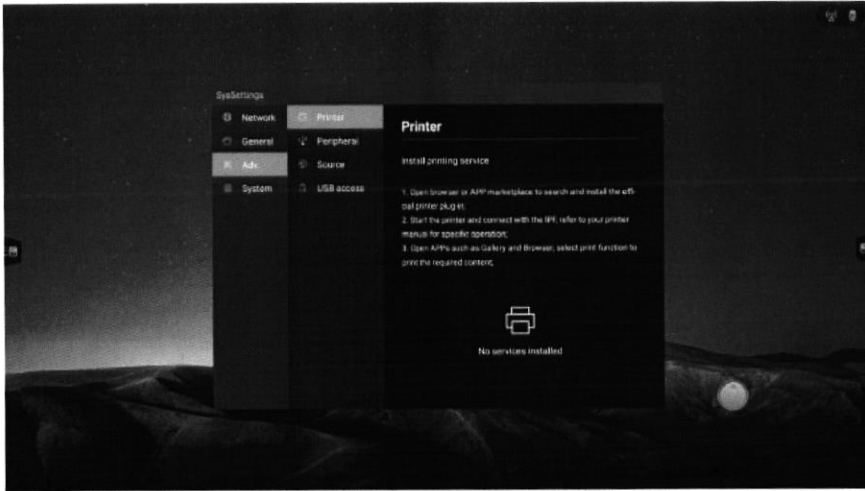 SysSettings
Network
General
Adv.
System
Printer
Peripheral
Source
USB access
Printer
Install printing service
1. Open browser or APP marketplace to search and install the offi-
cial printer plug-in;
2. Start the printer and connect with the IFP, refer to your printer
manual for specific operation;
3. Open APPs such as Gallery and Browser, select print function to
print the required content;
No services installed